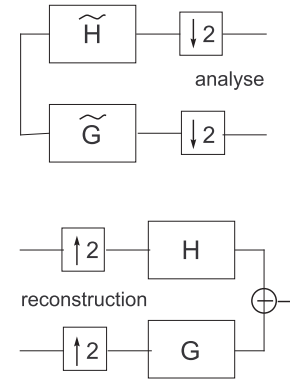 H̃
↓2
analyse
G̃
↓2
↑2
H
reconstruction
↑2
G